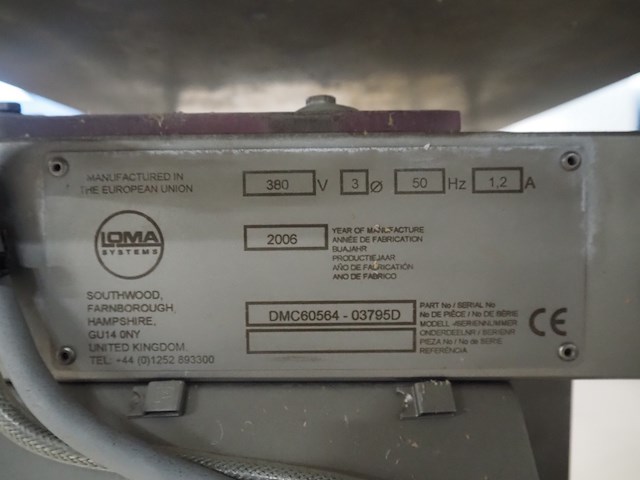 MANUFACTURED IN
THE EUROPEAN UNION
380 V 3 Ø 50 Hz 1,2 A
LOMA
SYSTEMS
2006
YEAR OF MANUFACTURE
ANNÉE DE FABRICATION
BUAJAHR
PRODUCTIEJAAR
AÑO DE FABRICATIÓN
ANO DE FABRICO
SOUTHWOOD,
FARNBOROUGH,
HAMPSHIRE,
GU14 0NY
UNITED KINGDOM
TEL: +44 (0)1252 893300
DMC60564 - 03795D
PART No / SERIAL No
No DE PIÈCE / No DE SÉRIE
MODELL-/SERIENNUMMER
ONDERDEELNR / SERIENR
PIEZA No / No de SERIE
REFERÊNCIA
CE